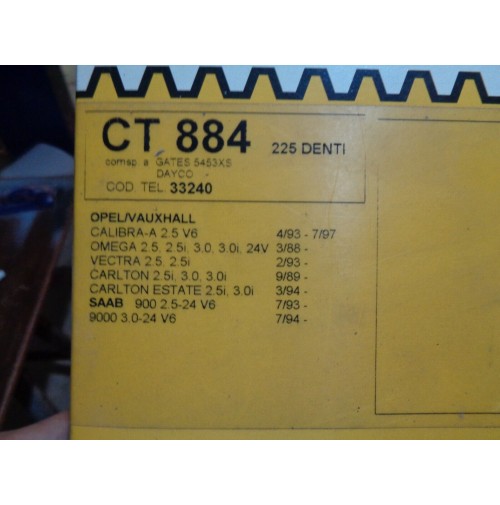 CT 884 225 DENTI
corrisp. a GATES 5453XS
DAYCO
COD. TEL. 33240
OPEL/VAUXHALL
CALIBRA-A 2.5 V6 4/93 - 7/97
OMEGA 2.5, 2.5i, 3.0, 3.0i, 24V 3/88 -
VECTRA 2.5, 2.5i 2/93 -
CARLTON 2.5i, 3.0, 3.0i 9/89 -
CARLTON ESTATE 2.5i, 3.0i 3/94 -
SAAB 900 2.5-24 V6 7/93 -
9000 3.0-24 V6 7/94 -